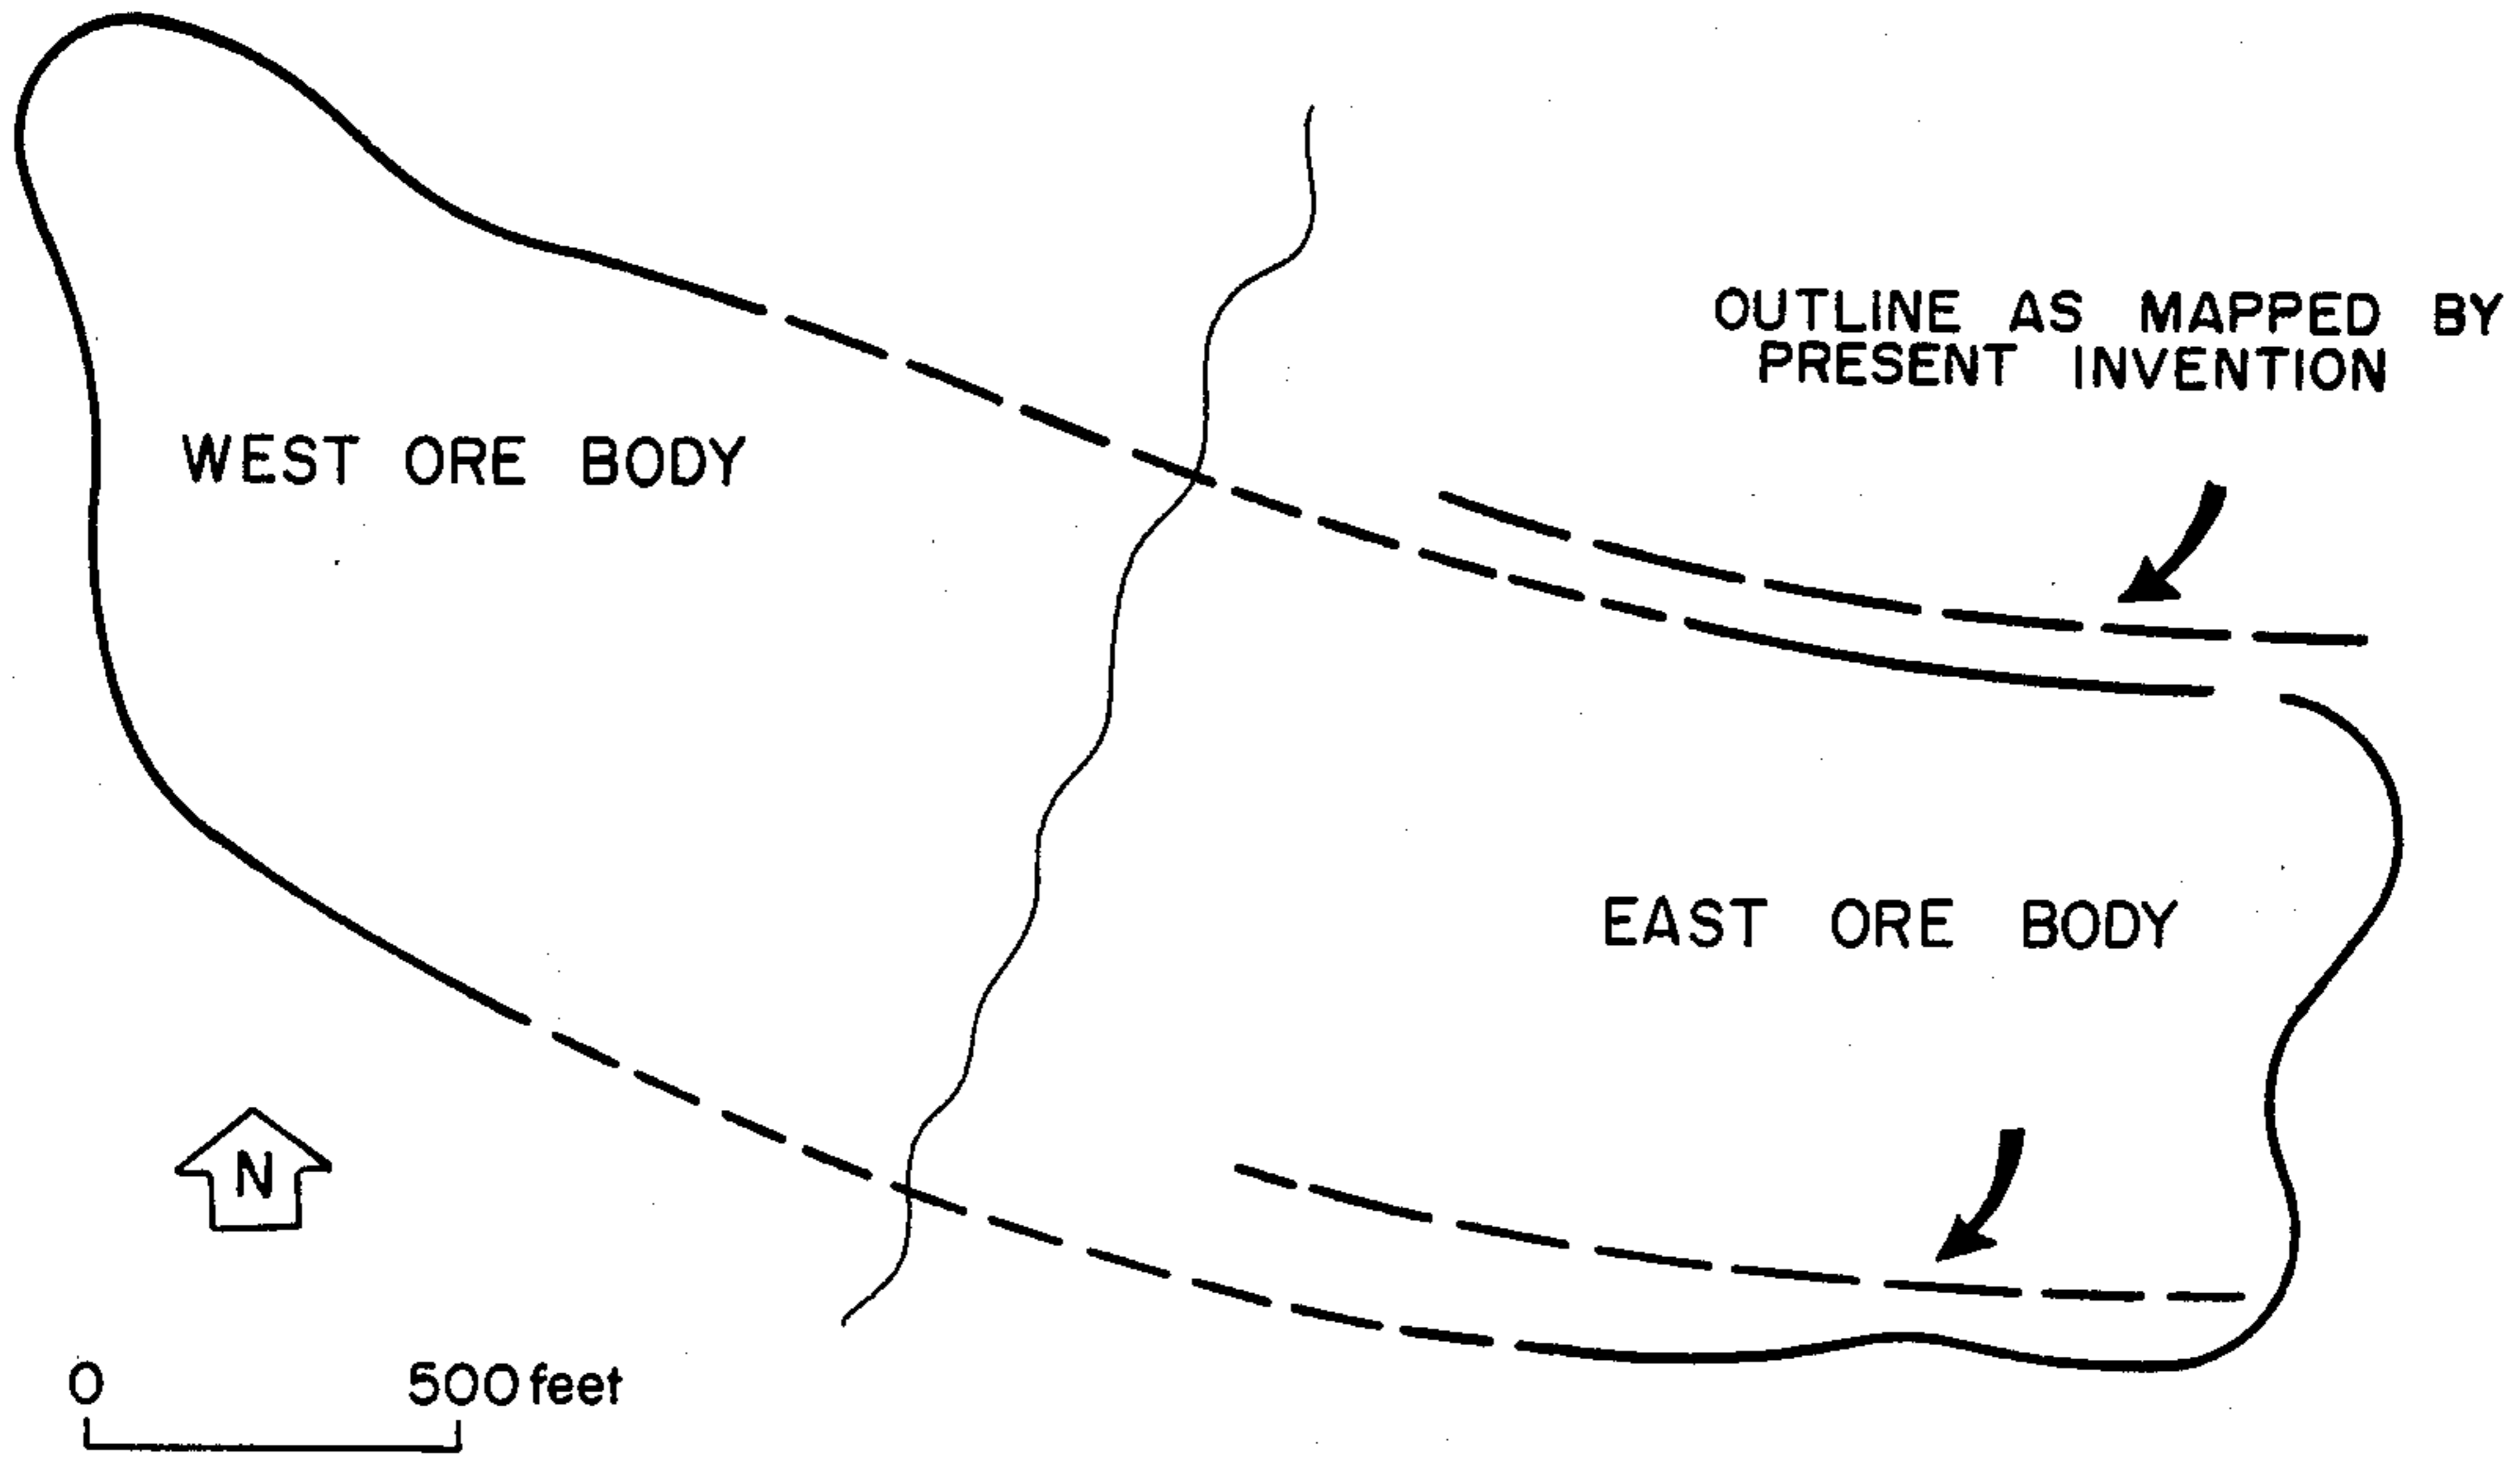 OUTLINE AS MAPPED BY
PRESENT INVENTION
WEST ORE BODY
EAST ORE BODY
N
0 500 feet